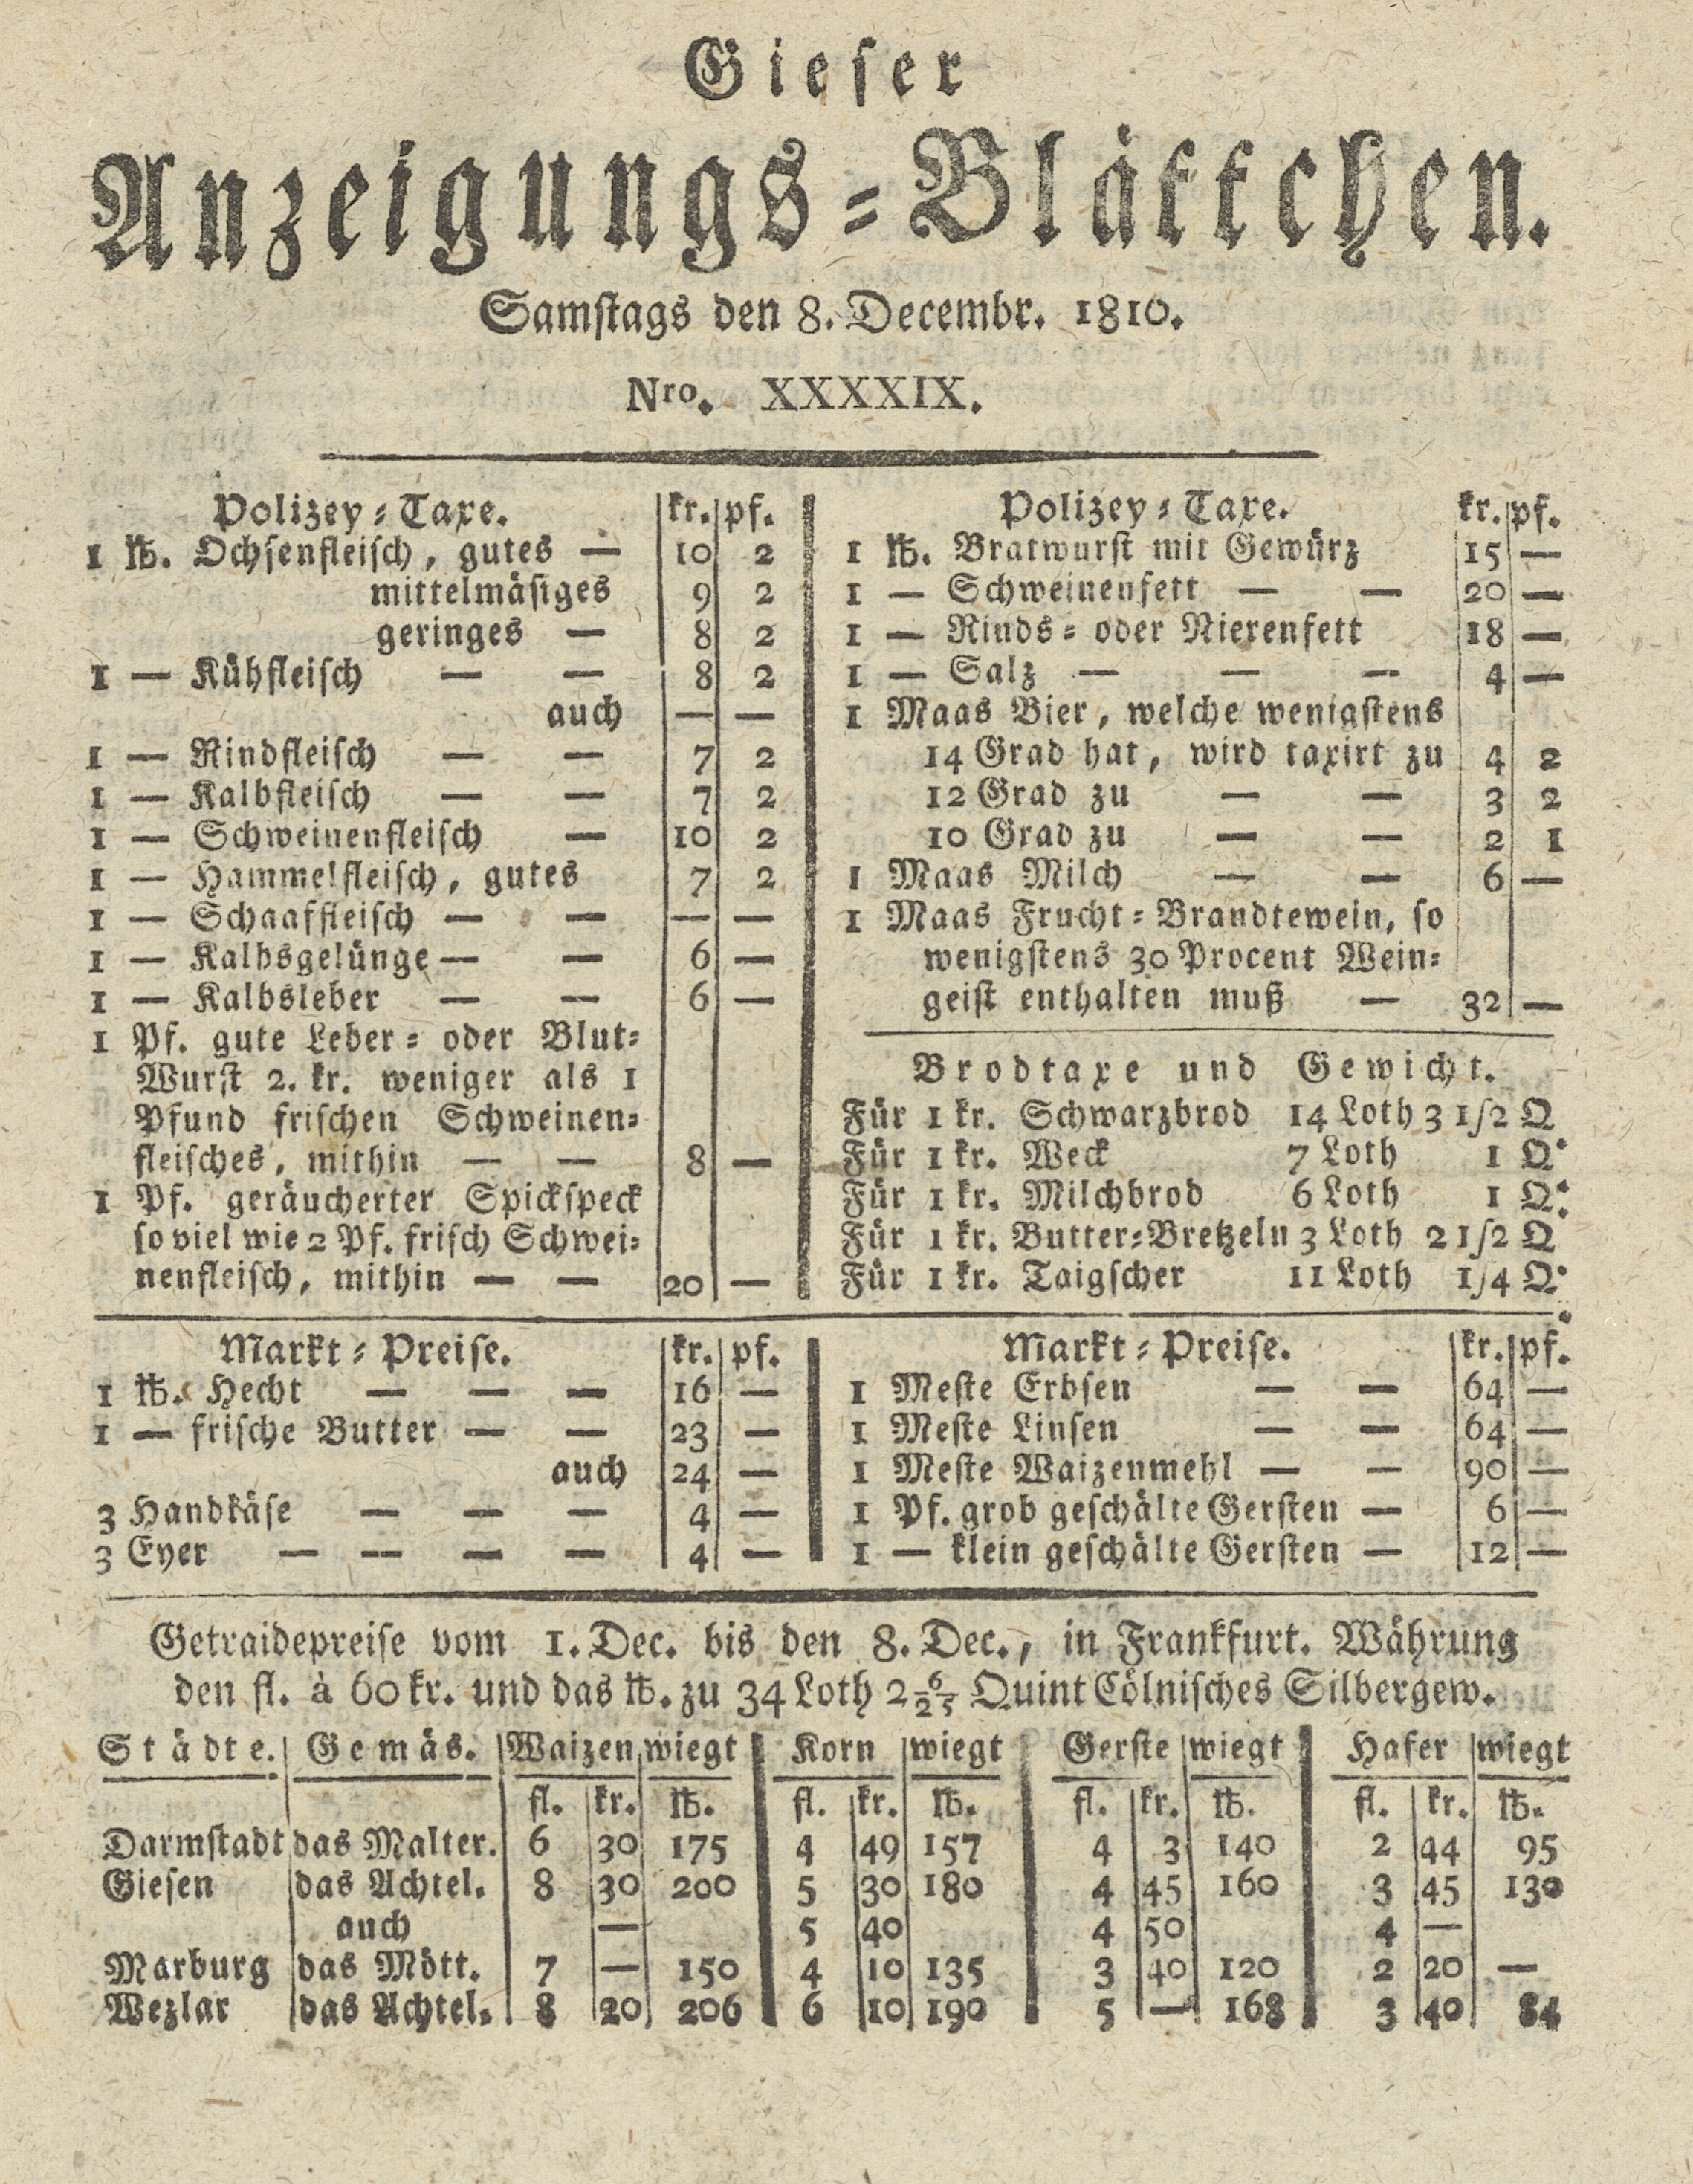 Gieser
Anzeigungs-Blättchen.
Samstags den 8. Decembr. 1810.
Nro. XXXXIX.
Polizey-Taxe. kr. pf.
1 ℔. Ochsenfleisch, gutes — 10 2
mittelmäsiges 9 2
geringes — 8 2
1 — Kühfleisch — — 8 2
auch — —
1 — Rindfleisch — — 7 2
1 — Kalbfleisch — — 7 2
1 — Schweinenfleisch — 10 2
1 — Hammelfleisch, gutes 7 2
1 — Schaaffleisch — — — —
1 — Kalbsgelünge — — 6 —
1 — Kalbsleber — — 6 —
1 Pf. gute Leber- oder Blut-
Wurst 2. kr. weniger als 1
Pfund frischen Schweinen-
fleisches, mithin — — 8 —
1 Pf. geräucherter Spickspeck
so viel wie 2 Pf. frisch Schwei-
nenfleisch, mithin — — 20 —
Polizey-Taxe. kr. pf.
1 ℔. Bratwurst mit Gewürz 15 —
1 — Schweinenfett — — 20 —
1 — Rinds- oder Nierenfett 18 —
1 — Salz — — — 4 —
1 Maas Bier, welche wenigstens
14 Grad hat, wird taxirt zu 4 2
12 Grad zu — — 3 2
10 Grad zu — — 2 1
1 Maas Milch — — 6 —
1 Maas Frucht-Brandtewein, so
wenigstens 30 Procent Wein-
geist enthalten muß — 32 —
Brodtaxe und Gewicht.
Für 1 kr. Schwarzbrod 14 Loth 3 1/2 Q.
Für 1 kr. Weck 7 Loth 1 Q.
Für 1 kr. Milchbrod 6 Loth 1 Q.
Für 1 kr. Butter-Bretzeln 3 Loth 2 1/2 Q.
Für 1 kr. Taigscher 11 Loth 1/4 Q.
Markt-Preise. kr. pf.
1 ℔. Hecht — — — 16 —
1 — frische Butter — — 23 —
auch 24 —
3 Handkäse — — — 4 —
3 Eyer — — — — 4 —
Markt-Preise. kr. pf.
1 Meste Erbsen — — 64 —
1 Meste Linsen — — 64 —
1 Meste Waizenmehl — — 90 —
1 Pf. grob geschälte Gersten — 6 —
1 — klein geschälte Gersten — 12 —
Getraidepreise vom 1. Dec. bis den 8. Dec., in Frankfurt. Währung
den fl. à 60 kr. und das ℔. zu 34 Loth 2 6/25 Quint Cölnisches Silbergew.
Städte. Gemäs. Waizen wiegt Korn wiegt Gerste wiegt Hafer wiegt
fl. kr. ℔. fl. kr. ℔. fl. kr. ℔. fl. kr. ℔.
Darmstadt das Malter. 6 30 175 4 49 157 4 3 140 2 44 95
Giesen das Achtel. 8 30 200 5 30 180 4 45 160 3 45 130
auch — 5 40 4 50 4 —
Marburg das Mött. 7 — 150 4 10 135 3 40 120 2 20 —
Wezlar das Achtel. 8 20 206 6 10 190 5 — 168 3 40 84